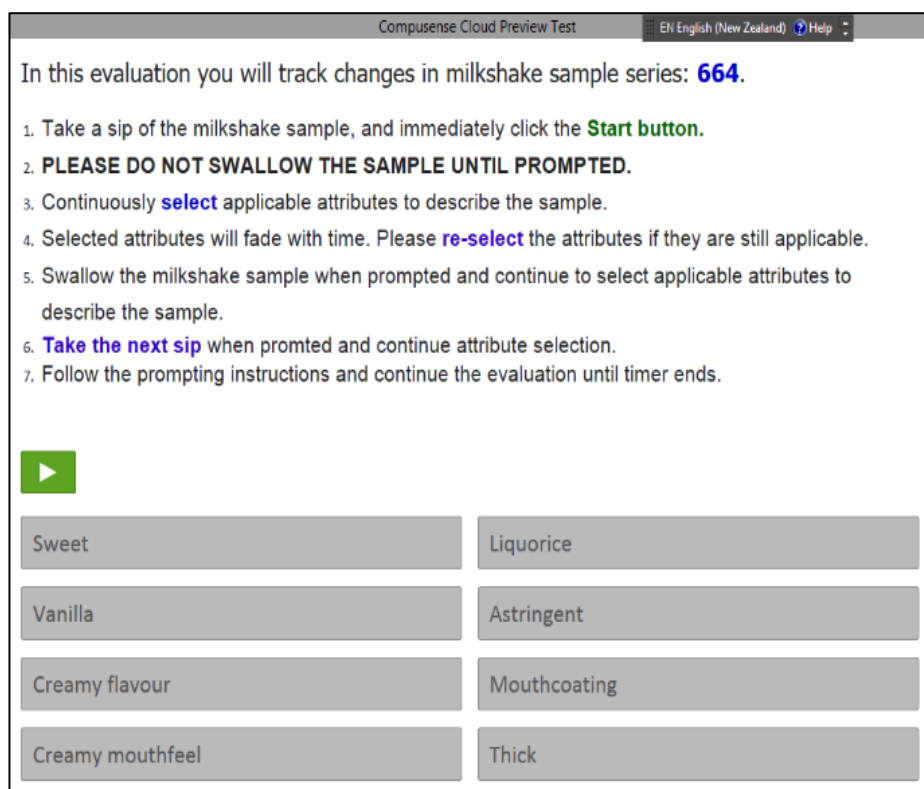 Compusense Cloud Preview Test
EN English (New Zealand) ? Help
In this evaluation you will track changes in milkshake sample series: 664.
1. Take a sip of the milkshake sample, and immediately click the Start button.
2. PLEASE DO NOT SWALLOW THE SAMPLE UNTIL PROMPTED.
3. Continuously select applicable attributes to describe the sample.
4. Selected attributes will fade with time. Please re-select the attributes if they are still applicable.
5. Swallow the milkshake sample when prompted and continue to select applicable attributes to
describe the sample.
6. Take the next sip when promted and continue attribute selection.
7. Follow the prompting instructions and continue the evaluation until timer ends.
Sweet
Liquorice
Vanilla
Astringent
Creamy flavour
Mouthcoating
Creamy mouthfeel
Thick